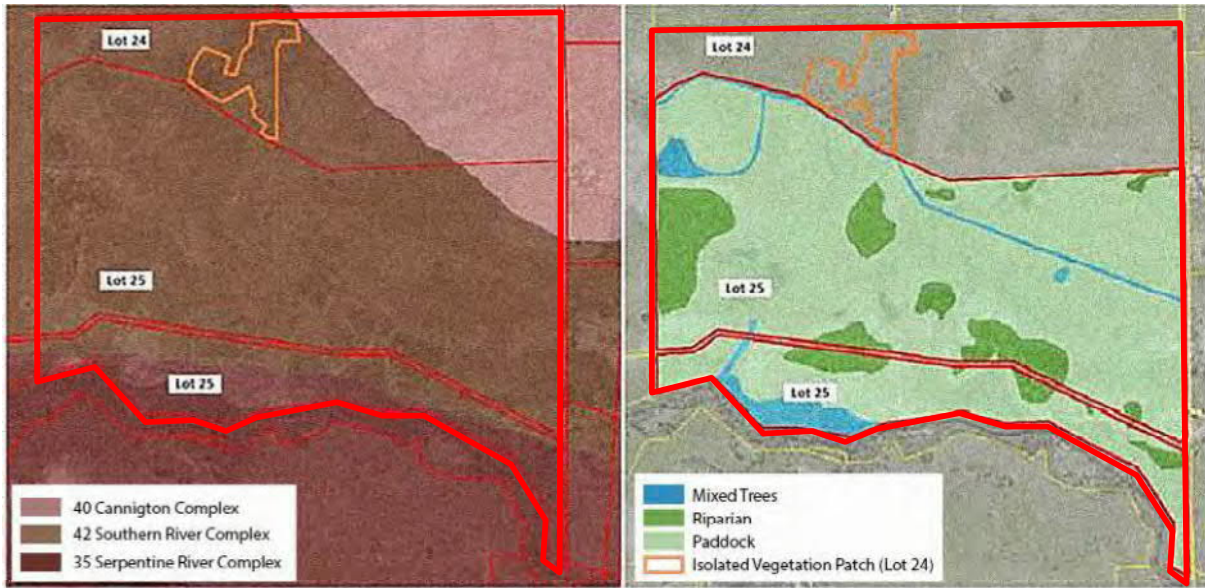 Lot 24
Lot 25
Lot 25
40 Cannigton Complex
42 Southern River Complex
35 Serpentine River Complex
Lot 24
Lot 25
Lot 25
Mixed Trees
Riparian
Paddock
Isolated Vegetation Patch (Lot 24)